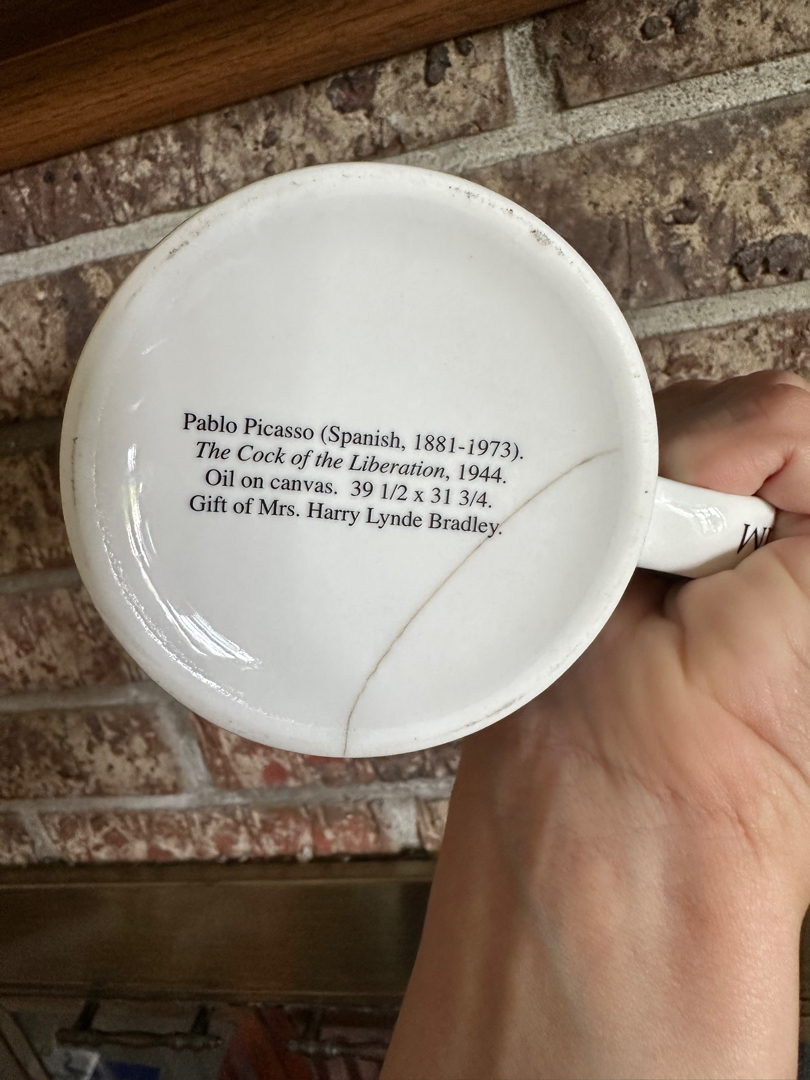 Pablo Picasso (Spanish, 1881-1973).
The Cock of the Liberation, 1944.
Oil on canvas. 39 1/2 x 31 3/4.
Gift of Mrs. Harry Lynde Bradley.